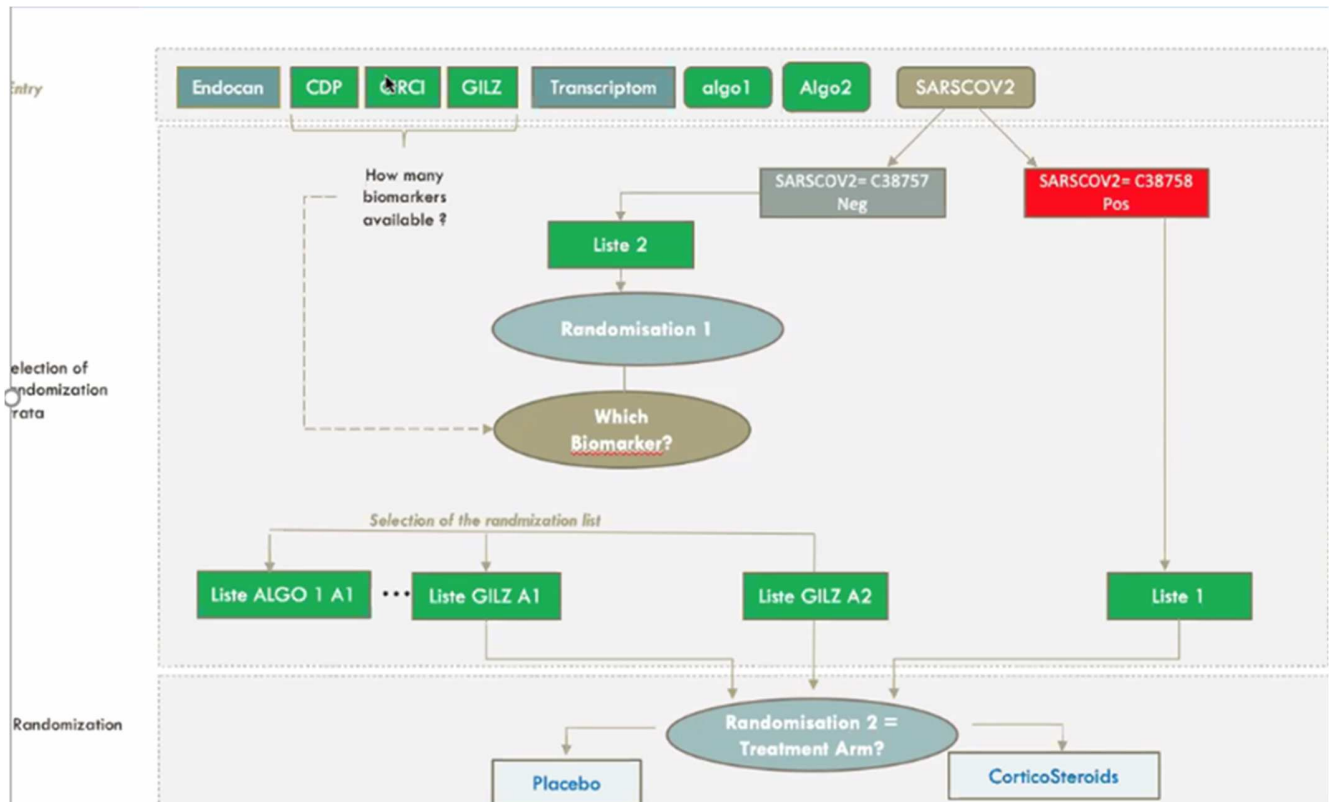 Entry
Endocan CDP CIRCI GILZ Transcriptom algo1 Algo2 SARSCOV2
How many
biomarkers
available ?
SARSCOV2= C38757
Neg
SARSCOV2= C38758
Pos
Liste 2
Randomisation 1
election of
ndomization
rata
Which
Biomarker?
Selection of the randmization list
Liste ALGO 1 A1 ••• Liste GILZ A1 Liste GILZ A2 Liste 1
Randomization
Randomisation 2 =
Treatment Arm?
Placebo
CorticoSteroids